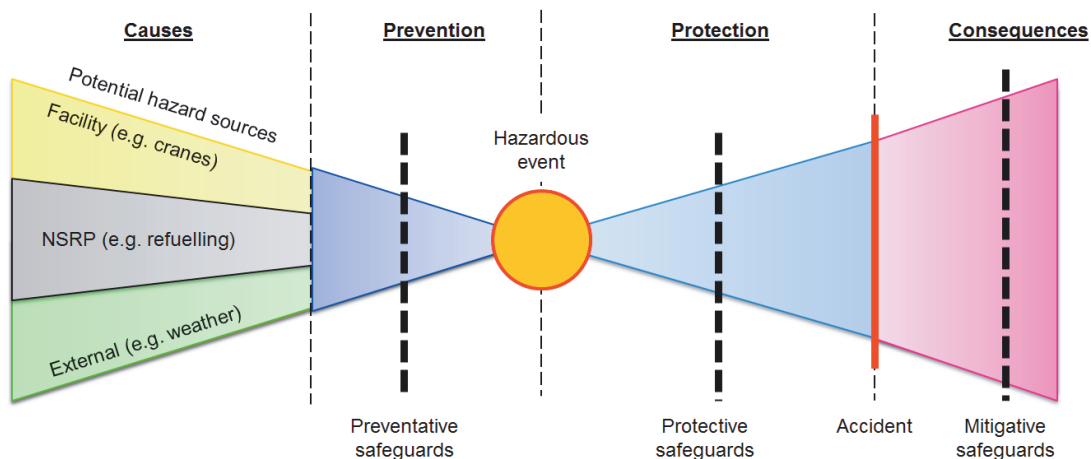 Causes
Prevention
Protection
Consequences
Potential hazard sources
Facility (e.g. cranes)
NSRP (e.g. refuelling)
External (e.g. weather)
Hazardous
event
Preventative
safeguards
Protective
safeguards
Accident
Mitigative
safeguards